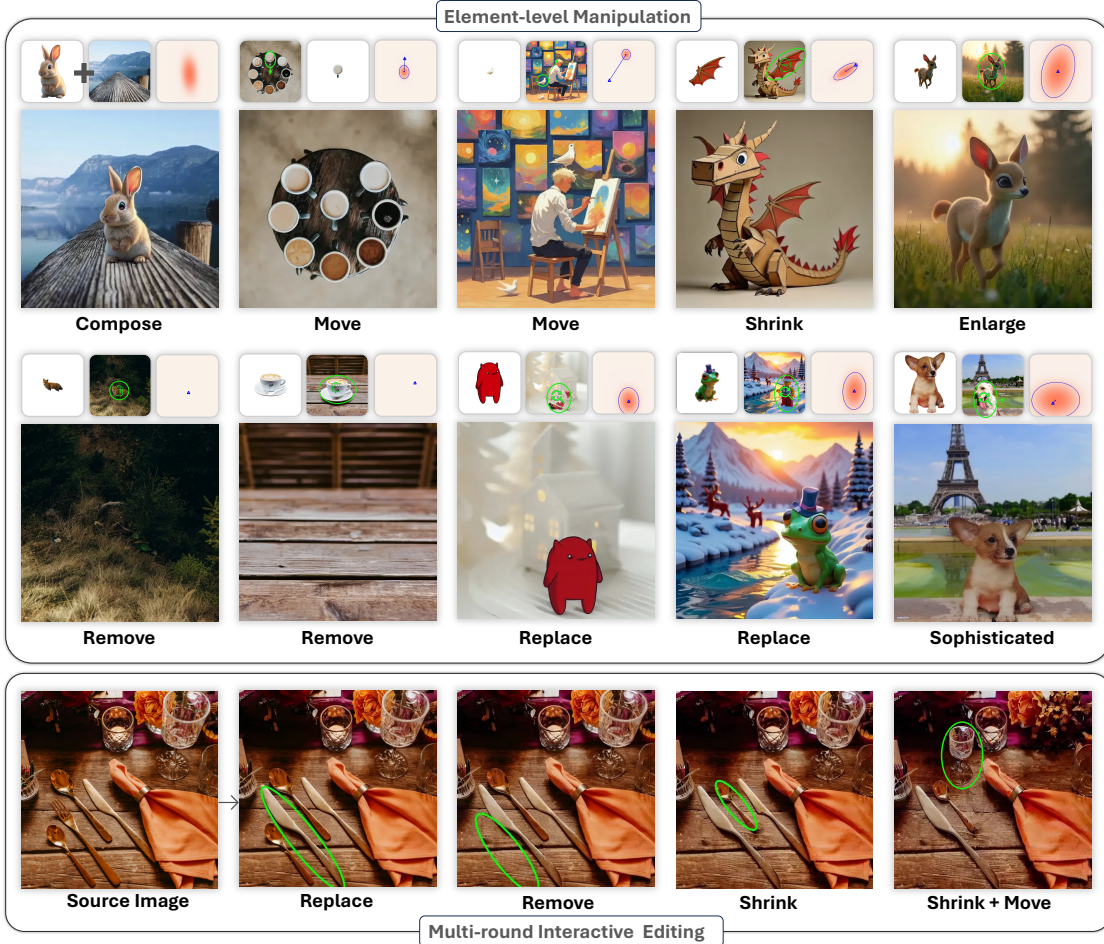 Element-level Manipulation
Compose
Move
Move
Shrink
Enlarge
Remove
Remove
Replace
Replace
Sophisticated
Source Image
Replace
Remove
Shrink
Shrink + Move
Multi-round Interactive Editing